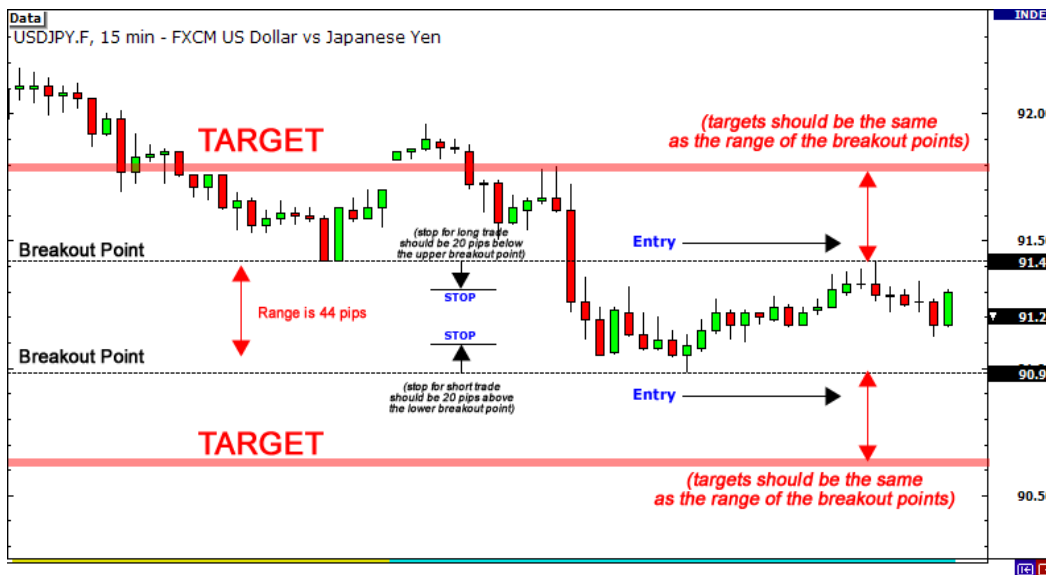 Data
INDE
USDJPY.F, 15 min - FXCM US Dollar vs Japanese Yen
92.0
TARGET
(targets should be the same
as the range of the breakout points)
Breakout Point
(stop for long trade
should be 20 pips below
the upper breakout point)
Entry
91.5
91.4
STOP
Range is 44 pips
91.2
STOP
Breakout Point
90.9
(stop for short trade
should be 20 pips above
the lower breakout point)
Entry
TARGET
(targets should be the same
as the range of the breakout points)
90.5